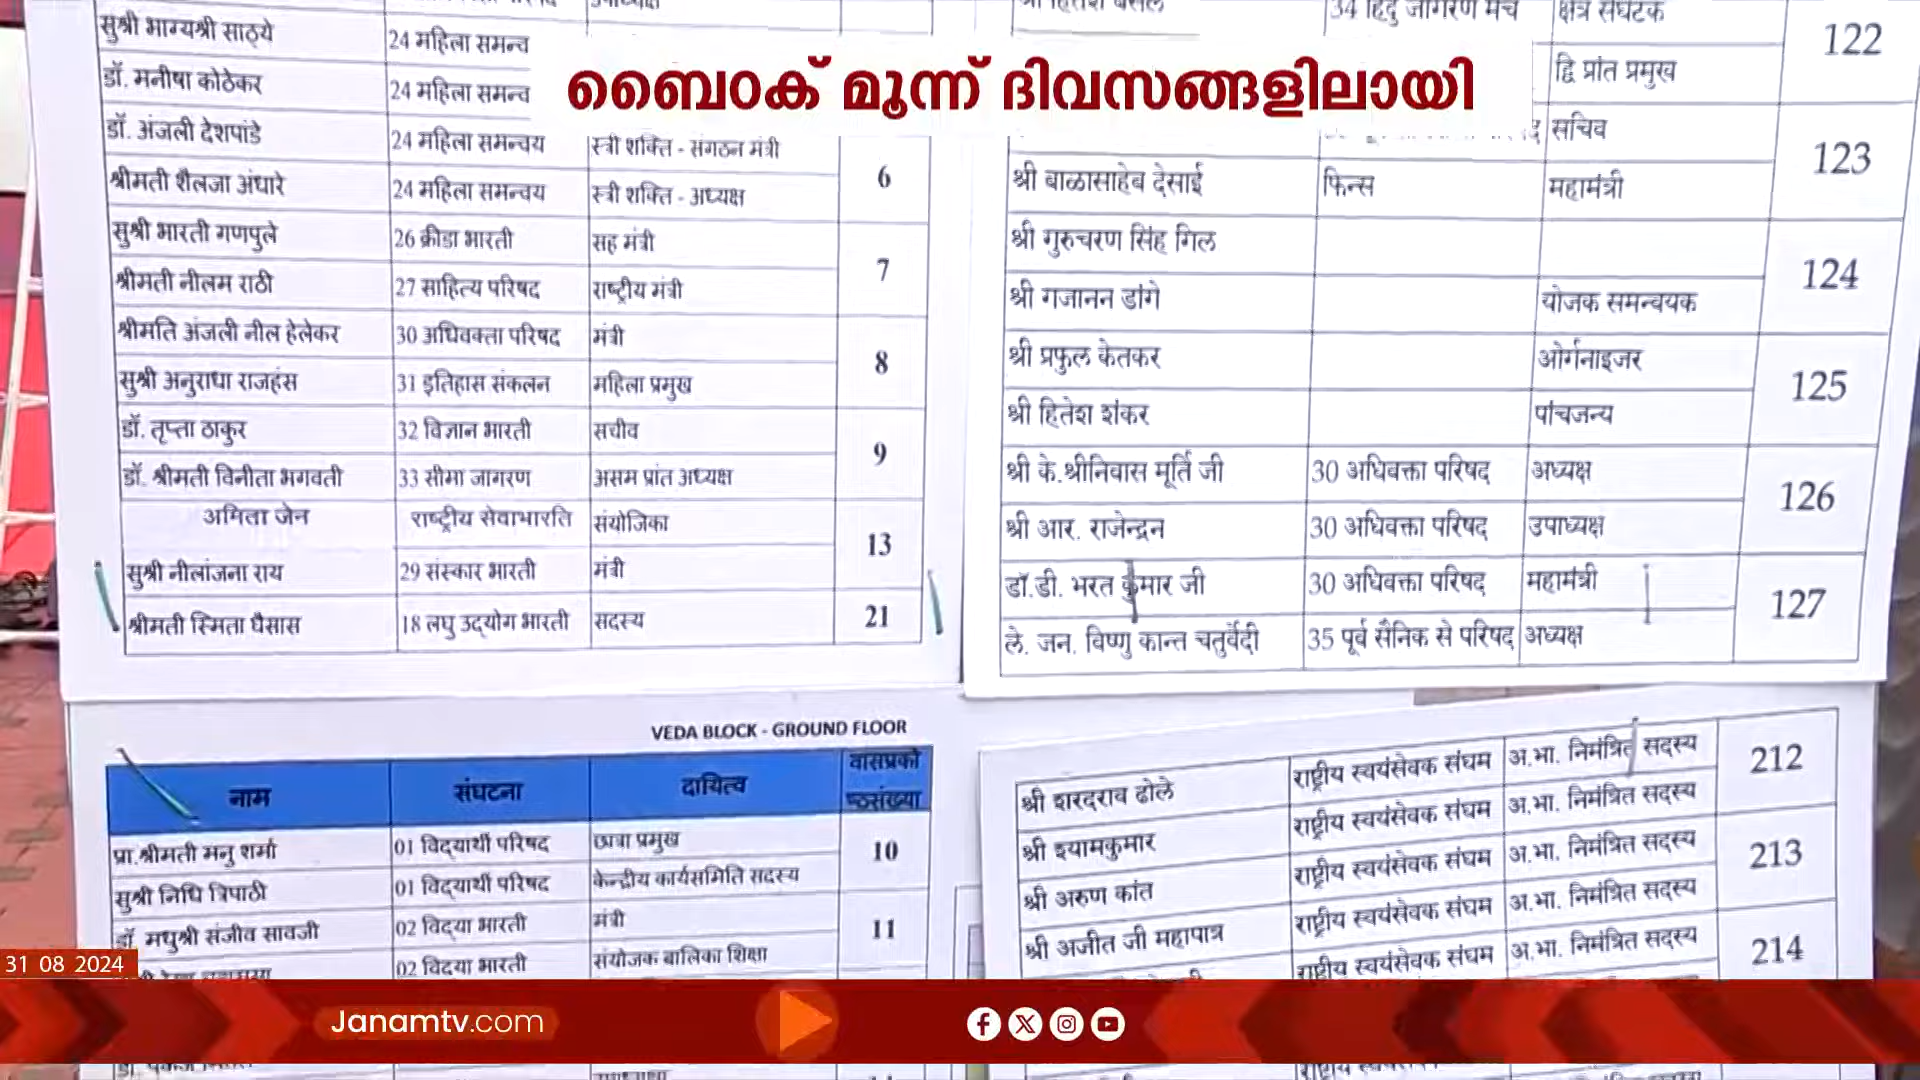 ബൈഠക് മൂന്ന് ദിവസങ്ങളിലായി
सुश्री भाग्यश्री साठ्ये 24 महिला समन्व
डॉ. मनीषा कोठेकर 24 महिला समन्व
डॉ. अंजली देशपांडे 24 महिला समन्वय स्त्री शक्ति - संगठन मंत्री 6
श्रीमती शैलजा अंधारे 24 महिला समन्वय स्त्री शक्ति - अध्यक्ष
सुश्री भारती गणपुले 26 क्रीडा भारती सह मंत्री 7
श्रीमती नीलम राठी 27 साहित्य परिषद राष्ट्रीय मंत्री
श्रीमति अंजली नील हेलेकर 30 अधिवक्ता परिषद मंत्री 8
सुश्री अनुराधा राजहंस 31 इतिहास संकलन महिला प्रमुख
डॉ. तृप्ता ठाकुर 32 विज्ञान भारती सचीव 9
डॉ. श्रीमती विनीता भगवती 33 सीमा जागरण असम प्रांत अध्यक्ष
अमिता जेन राष्ट्रीय सेवाभारति संयोजिका 13
सुश्री नीलांजना राय 29 संस्कार भारती मंत्री
श्रीमती स्मिता घैसास 18 लघु उद्योग भारती सदस्य 21
34 हिंदु जागरण मंच क्षेत्र संघटक 122
द्वि प्रांत प्रमुख
सचिव 123
श्री बाळासाहेब देसाई फिन्स महामंत्री
श्री गुरुचरण सिंह गिल 124
श्री गजानन डांगे योजक समन्वयक
श्री प्रफुल केतकर ओर्गनाइजर 125
श्री हितेश शंकर पांचजन्य
श्री के.श्रीनिवास मूर्ति जी 30 अधिवक्ता परिषद अध्यक्ष 126
श्री आर. राजेन्द्रन 30 अधिवक्ता परिषद उपाध्यक्ष
डॉ.डी. भरत कुमार जी 30 अधिवक्ता परिषद महामंत्री 127
ले. जन. विष्णु कान्त चतुर्वेदी 35 पूर्व सैनिक से परिषद अध्यक्ष
VEDA BLOCK - GROUND FLOOR
नाम संघटना दायित्व
प्रा.श्रीमती मनु शर्मा 01 विद्यार्थी परिषद छात्रा प्रमुख 10
सुश्री निधि त्रिपाठी 01 विद्यार्थी परिषद केन्द्रीय कार्यसमिति सदस्य
डॉ. मधुश्री संजीव सावजी 02 विद्या भारती मंत्री 11
02 विद्या भारती संयोजक बालिका शिक्षा
श्री शरदराव ढोले राष्ट्रीय स्वयंसेवक संघम अ.भा. निमंत्रित सदस्य 212
श्री श्यामकुमार राष्ट्रीय स्वयंसेवक संघम अ.भा. निमंत्रित सदस्य
श्री अरुण कांत राष्ट्रीय स्वयंसेवक संघम अ.भा. निमंत्रित सदस्य 213
श्री अजीत जी महापात्र राष्ट्रीय स्वयंसेवक संघम अ.भा. निमंत्रित सदस्य
राष्ट्रीय स्वयंसेवक संघम अ.भा. निमंत्रित सदस्य 214
31 08 2024
Janamtv.com